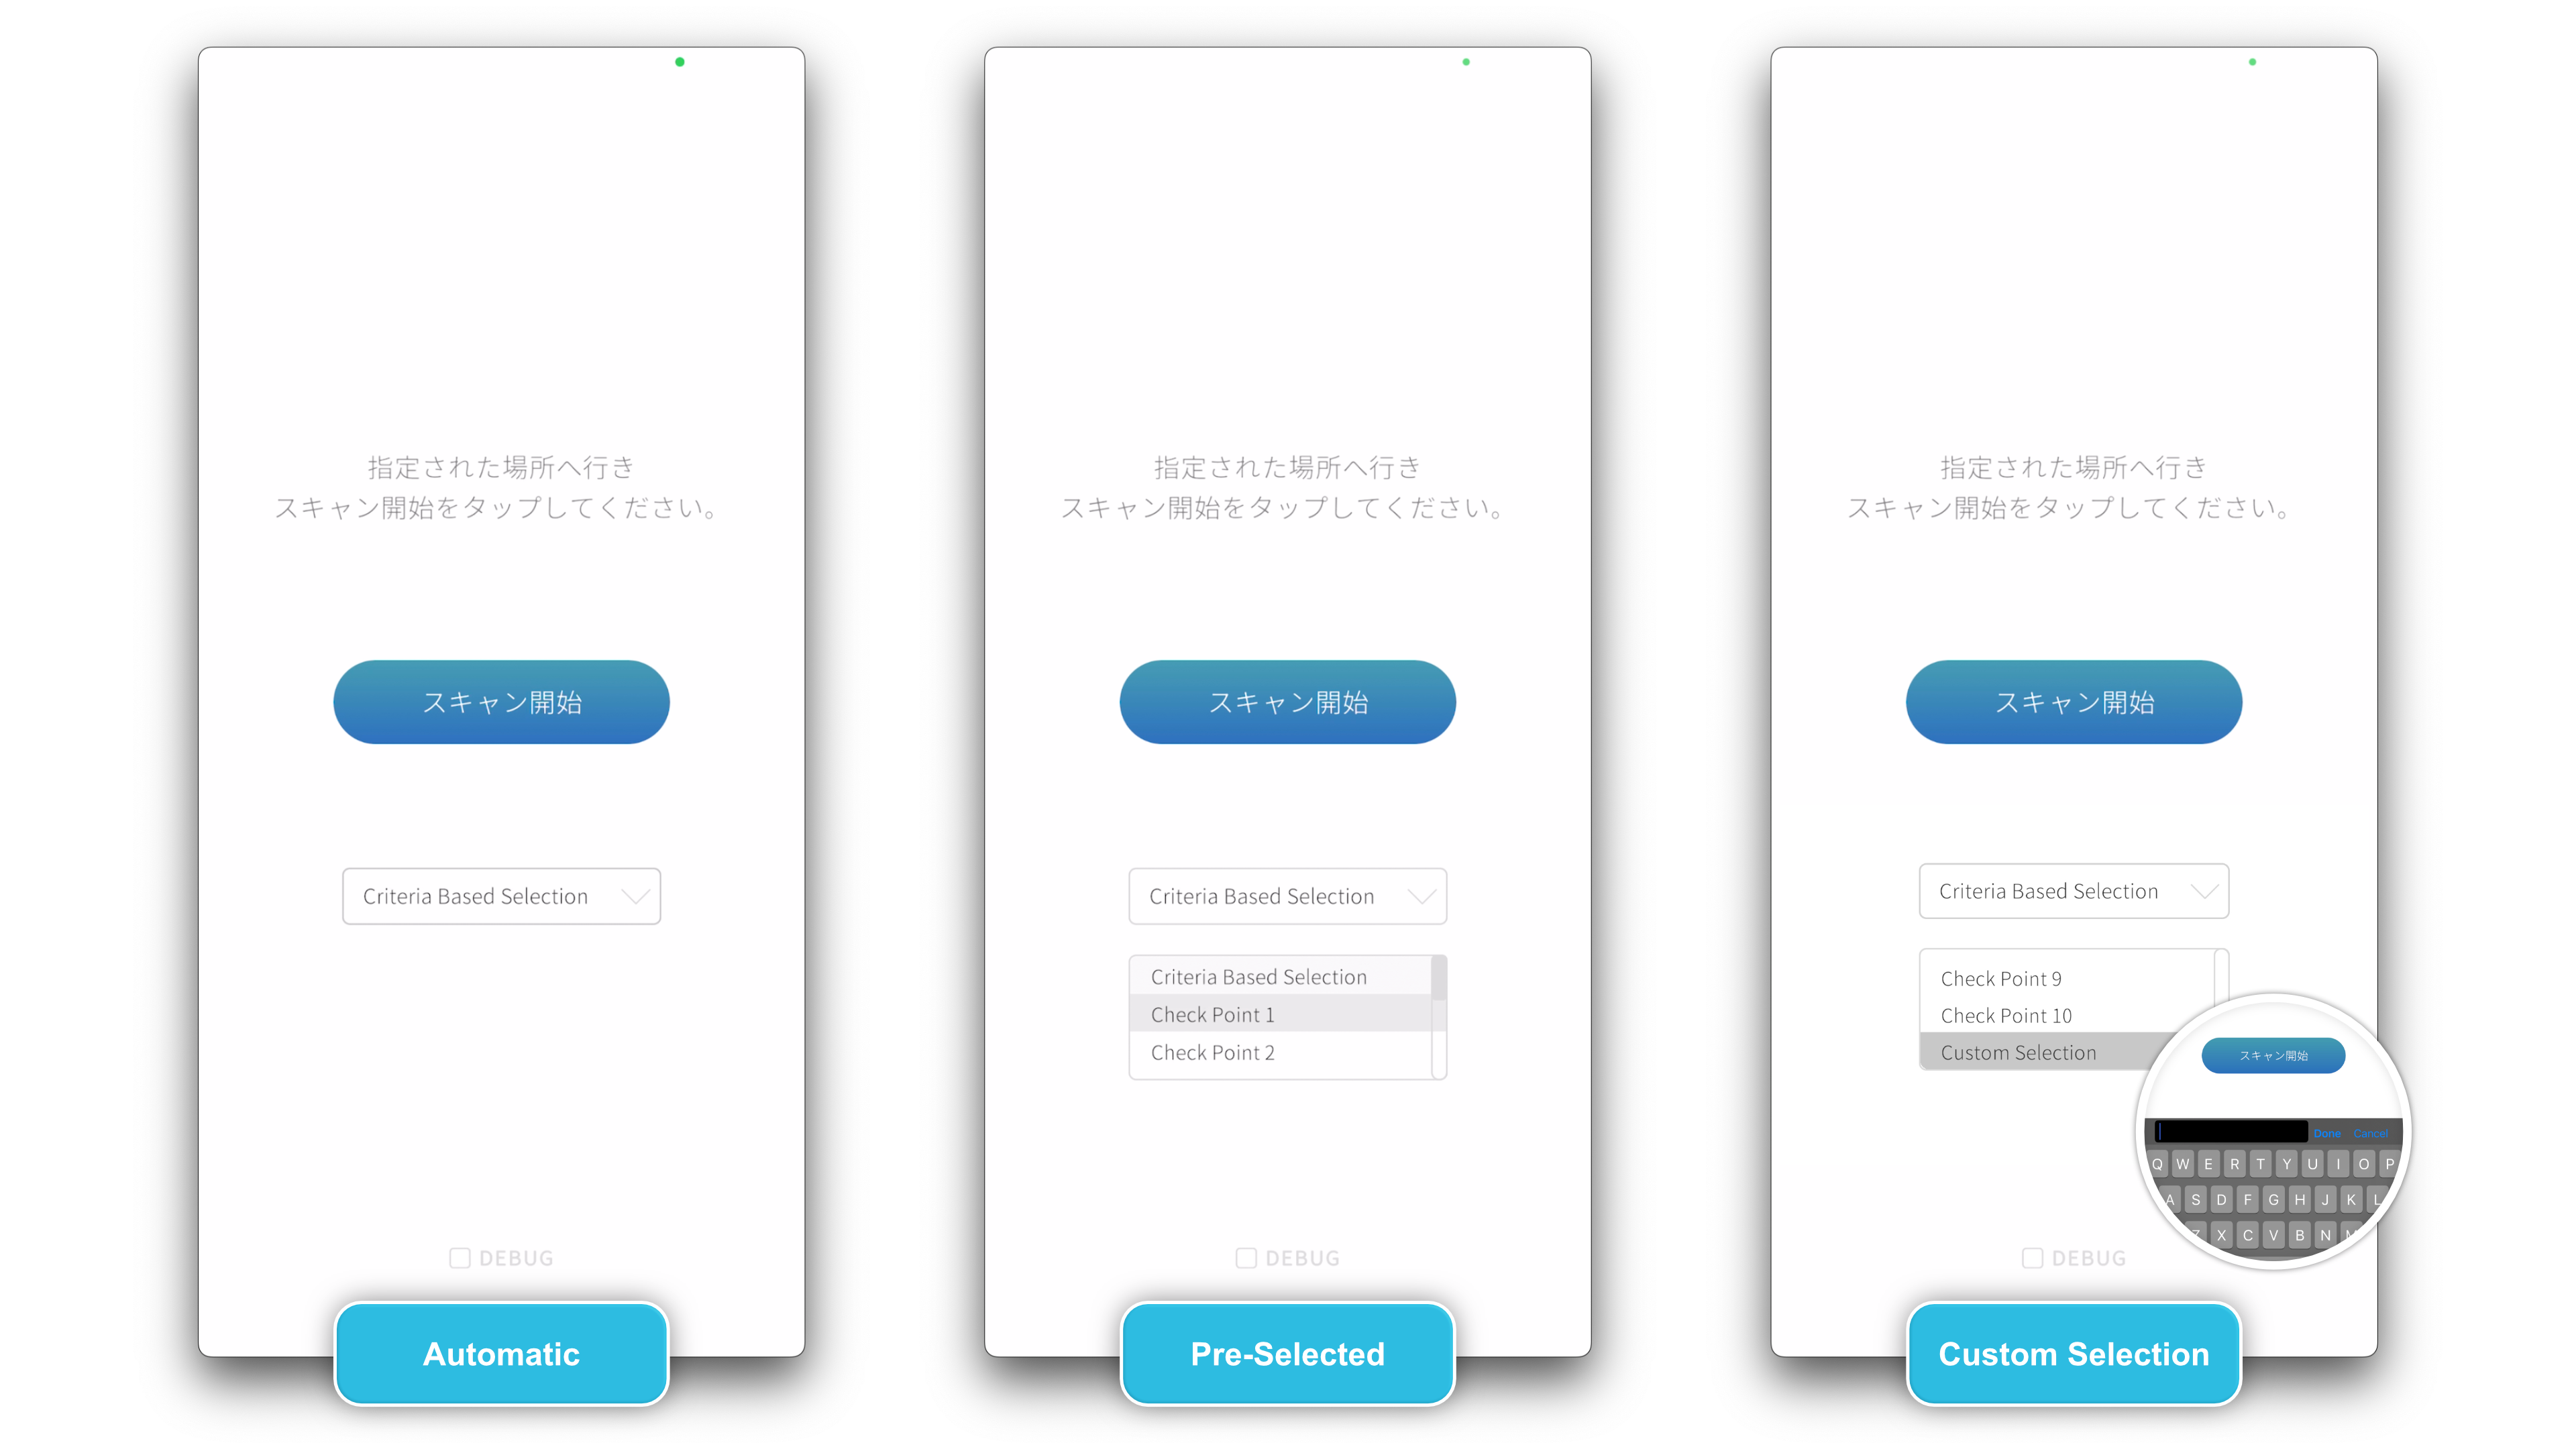 指定された場所へ行き
スキャン開始をタップしてください。
スキャン開始
Criteria Based Selection
DEBUG
Automatic
指定された場所へ行き
スキャン開始をタップしてください。
スキャン開始
Criteria Based Selection
Criteria Based Selection
Check Point 1
Check Point 2
DEBUG
Pre-Selected
指定された場所へ行き
スキャン開始をタップしてください。
スキャン開始
Criteria Based Selection
Check Point 9
Check Point 10
Custom Selection
スキャン開始
Done Cancel
Q W E R T Y U I O P
A S D F G H J K L
Z X C V B N M
DEBUG
Custom Selection